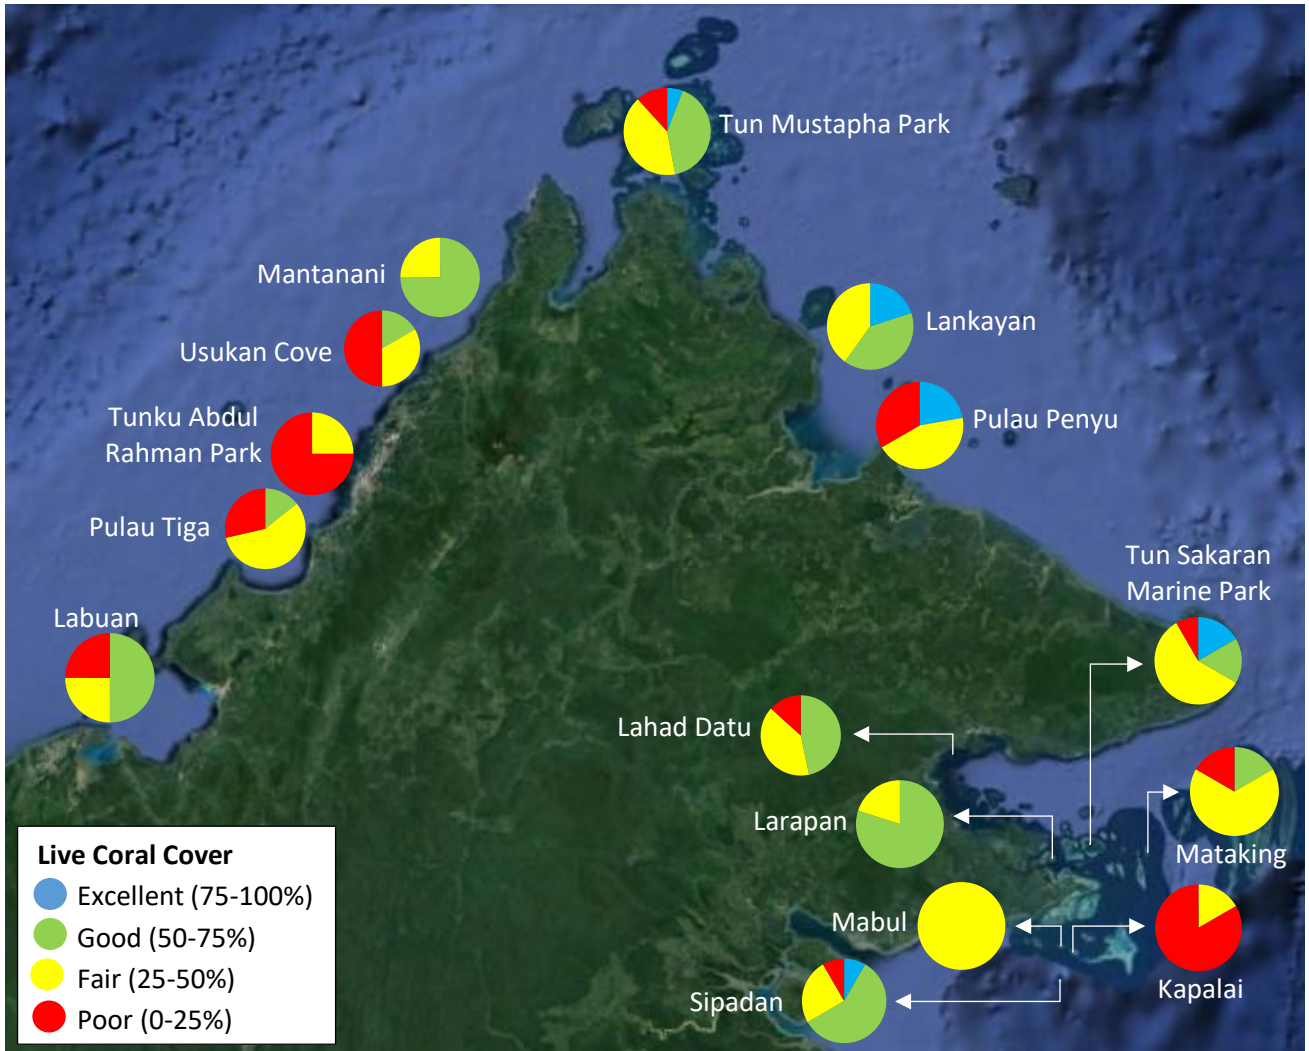 Tun Mustapha Park
Mantanani
Lankayan
Usukan Cove
Tunku Abdul
Rahman Park
Pulau Penyu
Pulau Tiga
Tun Sakaran
Marine Park
Labuan
Lahad Datu
Larapan
Mataking
Mabul
Kapalai
Sipadan
Live Coral Cover
Excellent (75-100%)
Good (50-75%)
Fair (25-50%)
Poor (0-25%)